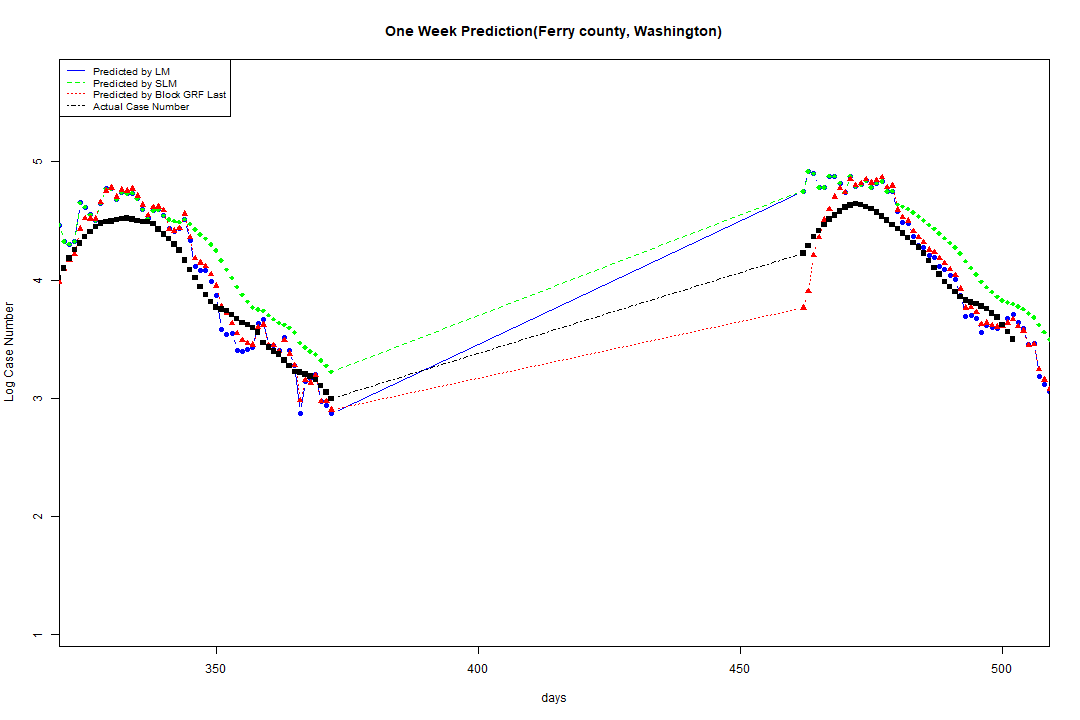 One Week Prediction(Ferry county, Washington)
Predicted by LM
Predicted by SLM
Predicted by Block GRF Last
Actual Case Number
5
4
3
2
1
Log Case Number
350
400
450
500
days